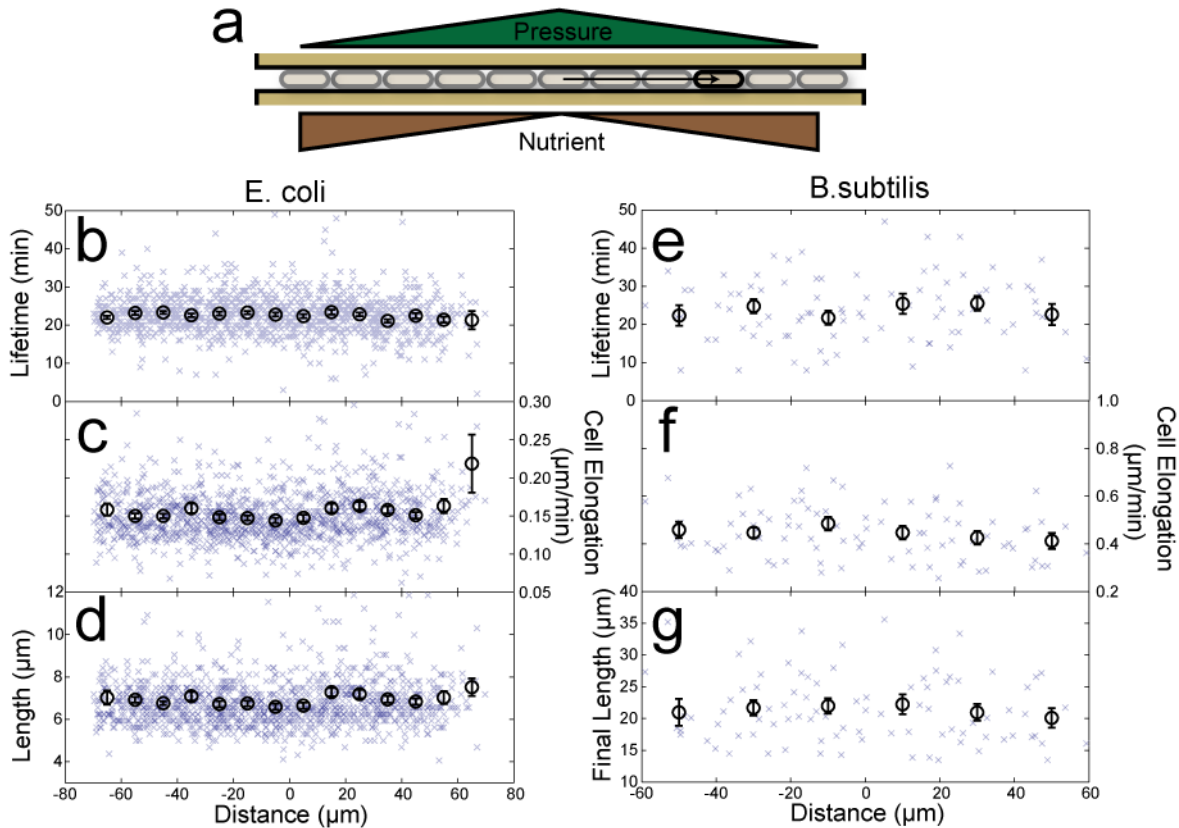 a
Pressure
Nutrient
E. coli
B.subtilis
b
Lifetime (min)
50
40
30
20
10
0
e
Lifetime (min)
50
40
30
20
10
0
c
0.30
0.25
0.20
0.15
0.10
0.05
Cell Elongation
(µm/min)
f
1.0
0.8
0.6
0.4
0.2
Cell Elongation
(µm/min)
d
Length (µm)
12
8
7
6
4
g
Final Length (µm)
40
35
30
25
20
15
10
-80 -60 -40 -20 0 20 40 60 80
Distance (µm)
-60 -40 -20 0 20 40 60
Distance (µm)